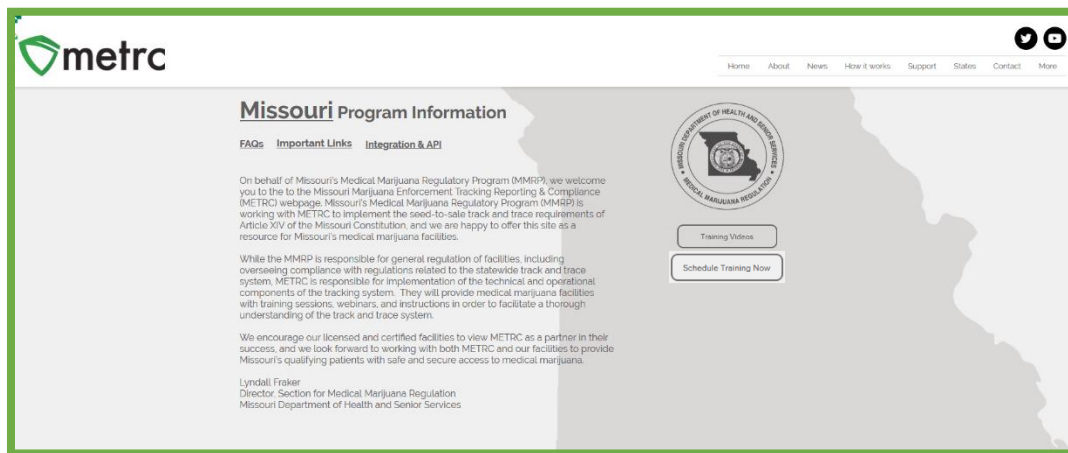 metrc
Home About News How it works Support States Contact More
Missouri Program Information
FAQs Important Links Integration & API
On behalf of Missouri's Medical Marijuana Regulatory Program (MMRP), we welcome
you to the to the Missouri Marijuana Enforcement Tracking Reporting & Compliance
(METRC) webpage. Missouri's Medical Marijuana Regulatory Program (MMRP) is
working with METRC to implement the seed-to-sale track and trace requirements of
Article XIV of the Missouri Constitution, and we are happy to offer this site as a
resource for Missouri's medical marijuana facilities.
While the MMRP is responsible for general regulation of facilities, including
overseeing compliance with regulations related to the statewide track and trace
system, METRC is responsible for implementation of the technical and operational
components of the tracking system. They will provide medical marijuana facilities
with training sessions, webinars, and instructions in order to facilitate a thorough
understanding of the track and trace system.
We encourage our licensed and certified facilities to view METRC as a partner in their
success, and we look forward to working with both METRC and our facilities to provide
Missouri's qualifying patients with safe and secure access to medical marijuana.
Lyndall Fraker
Director, Section for Medical Marijuana Regulation
Missouri Department of Health and Senior Services
MISSOURI DEPARTMENT OF HEALTH AND SENIOR SERVICES
MEDICAL MARIJUANA REGULATION
Training Videos
Schedule Training Now